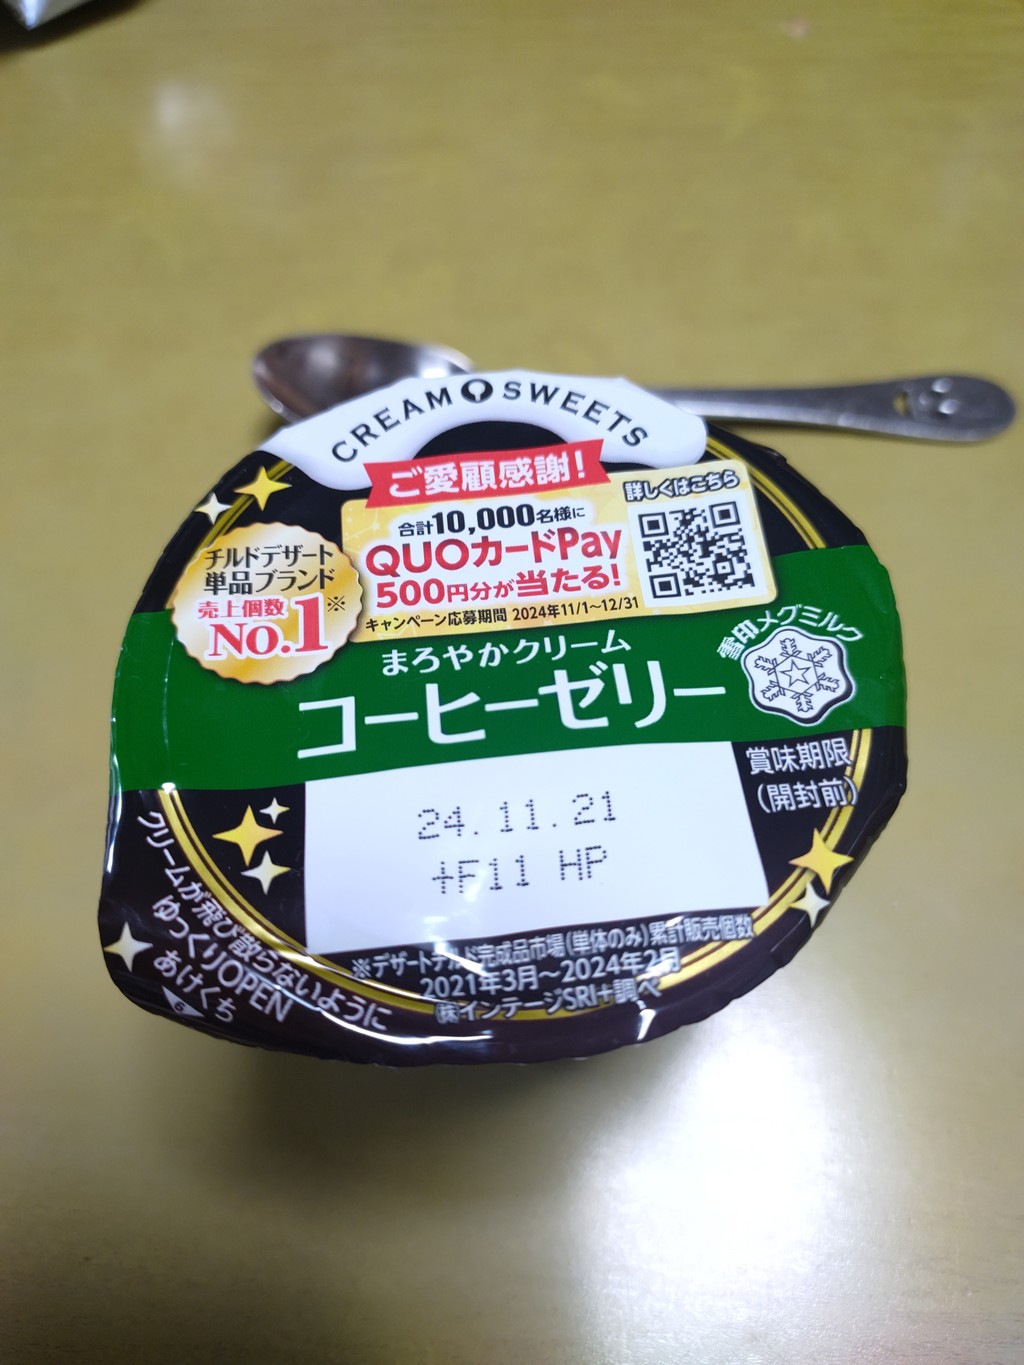 CREAM SWEETS
ご愛顧感謝!
合計10,000名様に
QUOカードPay
500円分が当たる!
キャンペーン応募期間 2024年11/1~12/31
詳しくはこちら
チルドデザート
単品ブランド
売上個数
No.1※
雪印メグミルク
まろやかクリーム
コーヒーゼリー
賞味期限
(開封前)
24.11.21
+F11 HP
※デザートチルド完成品市場(単体のみ)累計販売個数
2021年3月~2024年2月
㈱インテージSRI+調べ
クリームが飛び散らないように
ゆっくりOPEN
あけくち
6